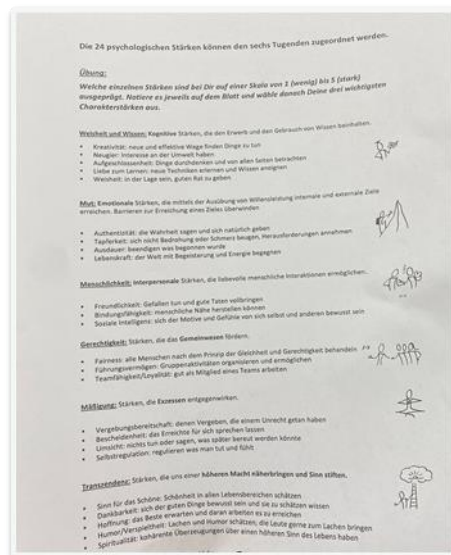 Die 24 psychologischen Stärken können den sechs Tugenden zugeordnet werden.
Übung:
Welche einzelnen Stärken sind bei Dir auf einer Skala von 1 (wenig) bis 5 (stark)
ausgeprägt. Notiere es jeweils auf dem Blatt und wähle danach Deine drei wichtigsten
Charakterstärken aus.
Weisheit und Wissen: Kognitive Stärken, die den Erwerb und den Gebrauch von Wissen beinhalten.
• Kreativität: neue und effektive Wege finden Dinge zu tun
• Neugier: Interesse an der Umwelt haben
• Aufgeschlossenheit: Dinge durchdenken und von allen Seiten betrachten
• Liebe zum Lernen: neue Techniken erlernen und Wissen aneignen
• Weisheit: in der Lage sein, guten Rat zu geben
Mut: Emotionale Stärken, die mittels der Ausübung von Willensleistung internale und externale Ziele
erreichen. Barrieren zur Erreichung eines Zieles überwinden
• Authentizität: die Wahrheit sagen und sich natürlich geben
• Tapferkeit: sich nicht Bedrohung oder Schmerz beugen, Herausforderungen annehmen
• Ausdauer: beendigen was begonnen wurde
• Lebenskraft: der Welt mit Begeisterung und Energie begegnen
Menschlichkeit: Interpersonale Stärken, die liebevolle menschliche Interaktionen ermöglichen.
• Freundlichkeit: Gefallen tun und gute Taten vollbringen
• Bindungsfähigkeit: menschliche Nähe herstellen können
• Soziale Intelligenz: sich der Motive und Gefühle von sich selbst und anderen bewusst sein
Gerechtigkeit: Stärken, die das Gemeinwesen fördern.
• Fairness: alle Menschen nach dem Prinzip der Gleichheit und Gerechtigkeit behandeln
• Führungsvermögen: Gruppenaktivitäten organisieren und ermöglichen
• Teamfähigkeit/Loyalität: gut als Mitglied eines Teams arbeiten
Mäßigung: Stärken, die Exzessen entgegenwirken.
• Vergebungsbereitschaft: denen Vergeben, die einem Unrecht getan haben
• Bescheidenheit: das Erreichte für sich sprechen lassen
• Umsicht: nichts tun oder sagen, was später bereut werden könnte
• Selbstregulation: regulieren was man tut und fühlt
Transzendenz: Stärken, die uns einer höheren Macht näherbringen und Sinn stiften.
• Sinn für das Schöne: Schönheit in allen Lebensbereichen schätzen
• Dankbarkeit: sich der guten Dinge bewusst sein und sie zu schätzen wissen
• Hoffnung: das Beste erwarten und daran arbeiten es zu erreichen
• Humor/Verspieltheit: Lachen und Humor schätzen, die Leute gerne zum Lachen bringen
• Spiritualität: kohärente Überzeugungen über einen höheren Sinn des Lebens haben